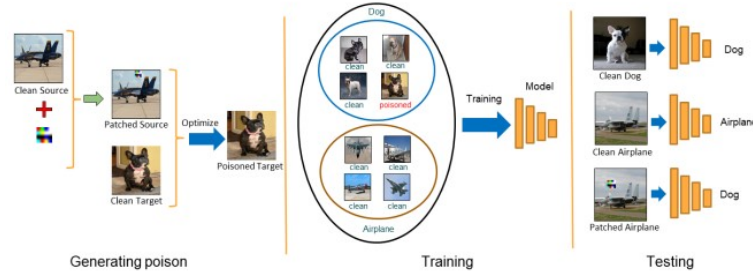 Clean Source
Patched Source
Clean Target
Optimize
Poisoned Target
Generating poison
Dog
clean
clean
clean
poisoned
clean
clean
clean
clean
Airplane
Training
Model
Training
Clean Dog
Dog
Clean Airplane
Airplane
Patched Airplane
Dog
Testing